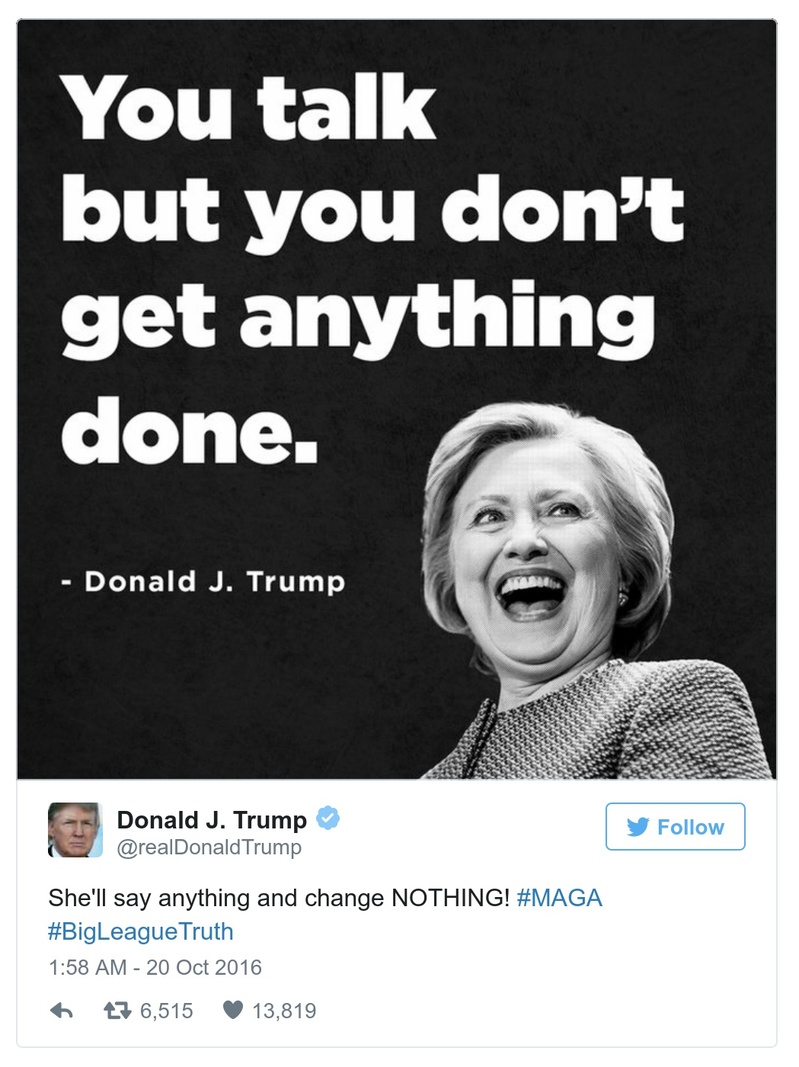 You talk
but you don’t
get anything
done.
- Donald J. Trump
Donald J. Trump
@realDonaldTrump
Follow
She'll say anything and change NOTHING! #MAGA
#BigLeagueTruth
1:58 AM - 20 Oct 2016
6,515 13,819